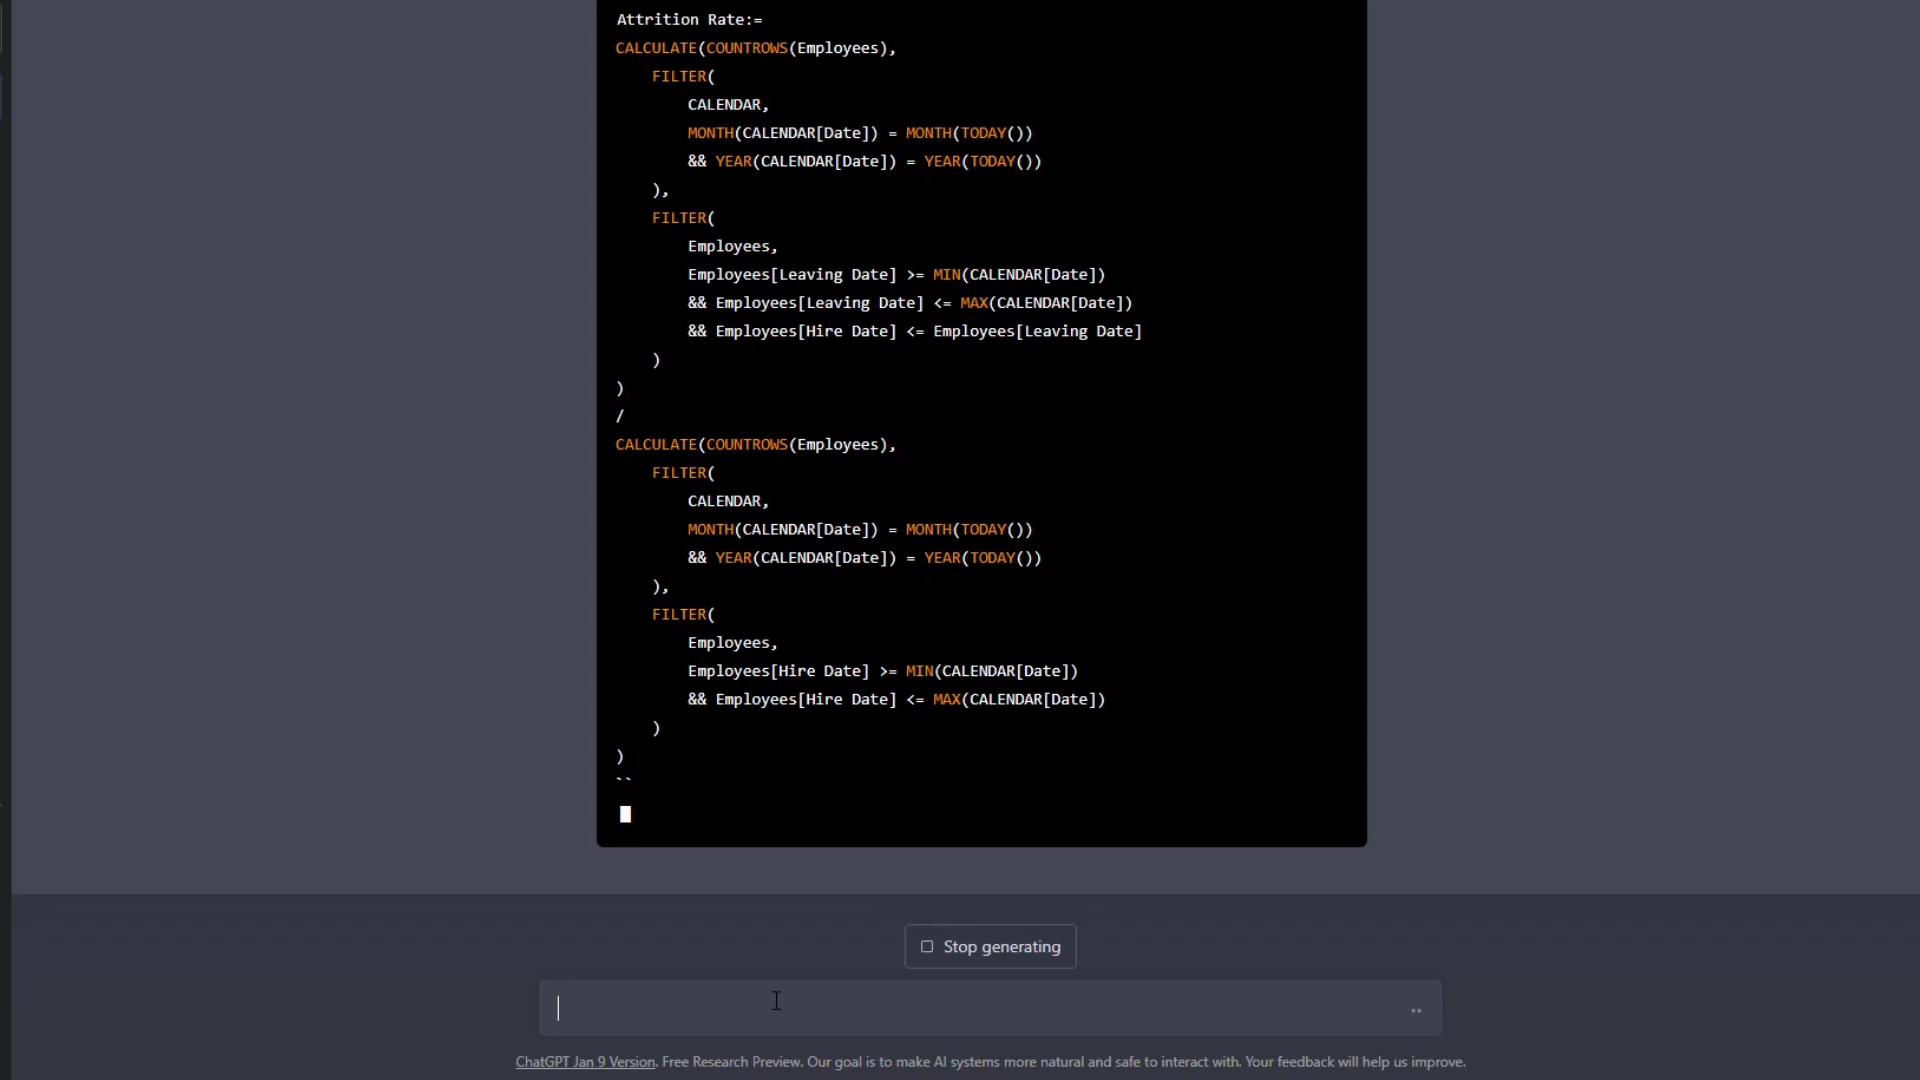 Attrition Rate:=
CALCULATE(COUNTROWS(Employees),
FILTER(
CALENDAR,
MONTH(CALENDAR[Date]) = MONTH(TODAY())
&& YEAR(CALENDAR[Date]) = YEAR(TODAY())
),
FILTER(
Employees,
Employees[Leaving Date] >= MIN(CALENDAR[Date])
&& Employees[Leaving Date] <= MAX(CALENDAR[Date])
&& Employees[Hire Date] <= Employees[Leaving Date]
)
)
/
CALCULATE(COUNTROWS(Employees),
FILTER(
CALENDAR,
MONTH(CALENDAR[Date]) = MONTH(TODAY())
&& YEAR(CALENDAR[Date]) = YEAR(TODAY())
),
FILTER(
Employees,
Employees[Hire Date] >= MIN(CALENDAR[Date])
&& Employees[Hire Date] <= MAX(CALENDAR[Date])
)
)
``
Stop generating
ChatGPT Jan 9 Version. Free Research Preview. Our goal is to make AI systems more natural and safe to interact with. Your feedback will help us improve.